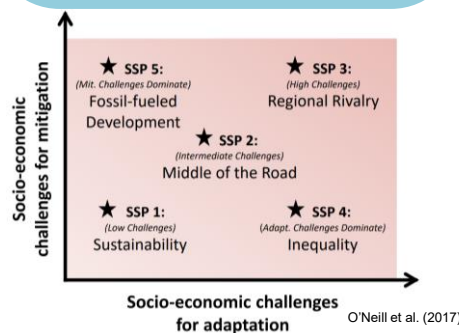 Socio-economic
challenges for mitigation
SSP 5:
(Mit. Challenges Dominate)
Fossil-fueled
Development
SSP 3:
(High Challenges)
Regional Rivalry
SSP 2:
(Intermediate Challenges)
Middle of the Road
SSP 1:
(Low Challenges)
Sustainability
SSP 4:
(Adapt. Challenges Dominate)
Inequality
Socio-economic challenges
for adaptation
O'Neill et al. (2017)